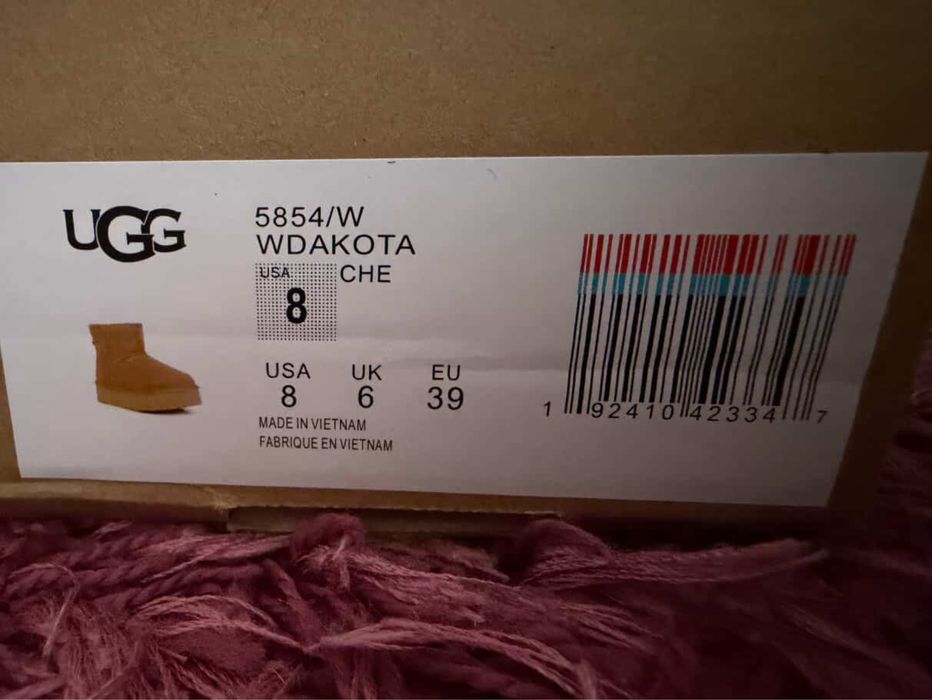 UGG
5854/W
WDAKOTA
USA CHE
8
USA UK EU
8 6 39
MADE IN VIETNAM
FABRIQUE EN VIETNAM
1 92410 42334 7